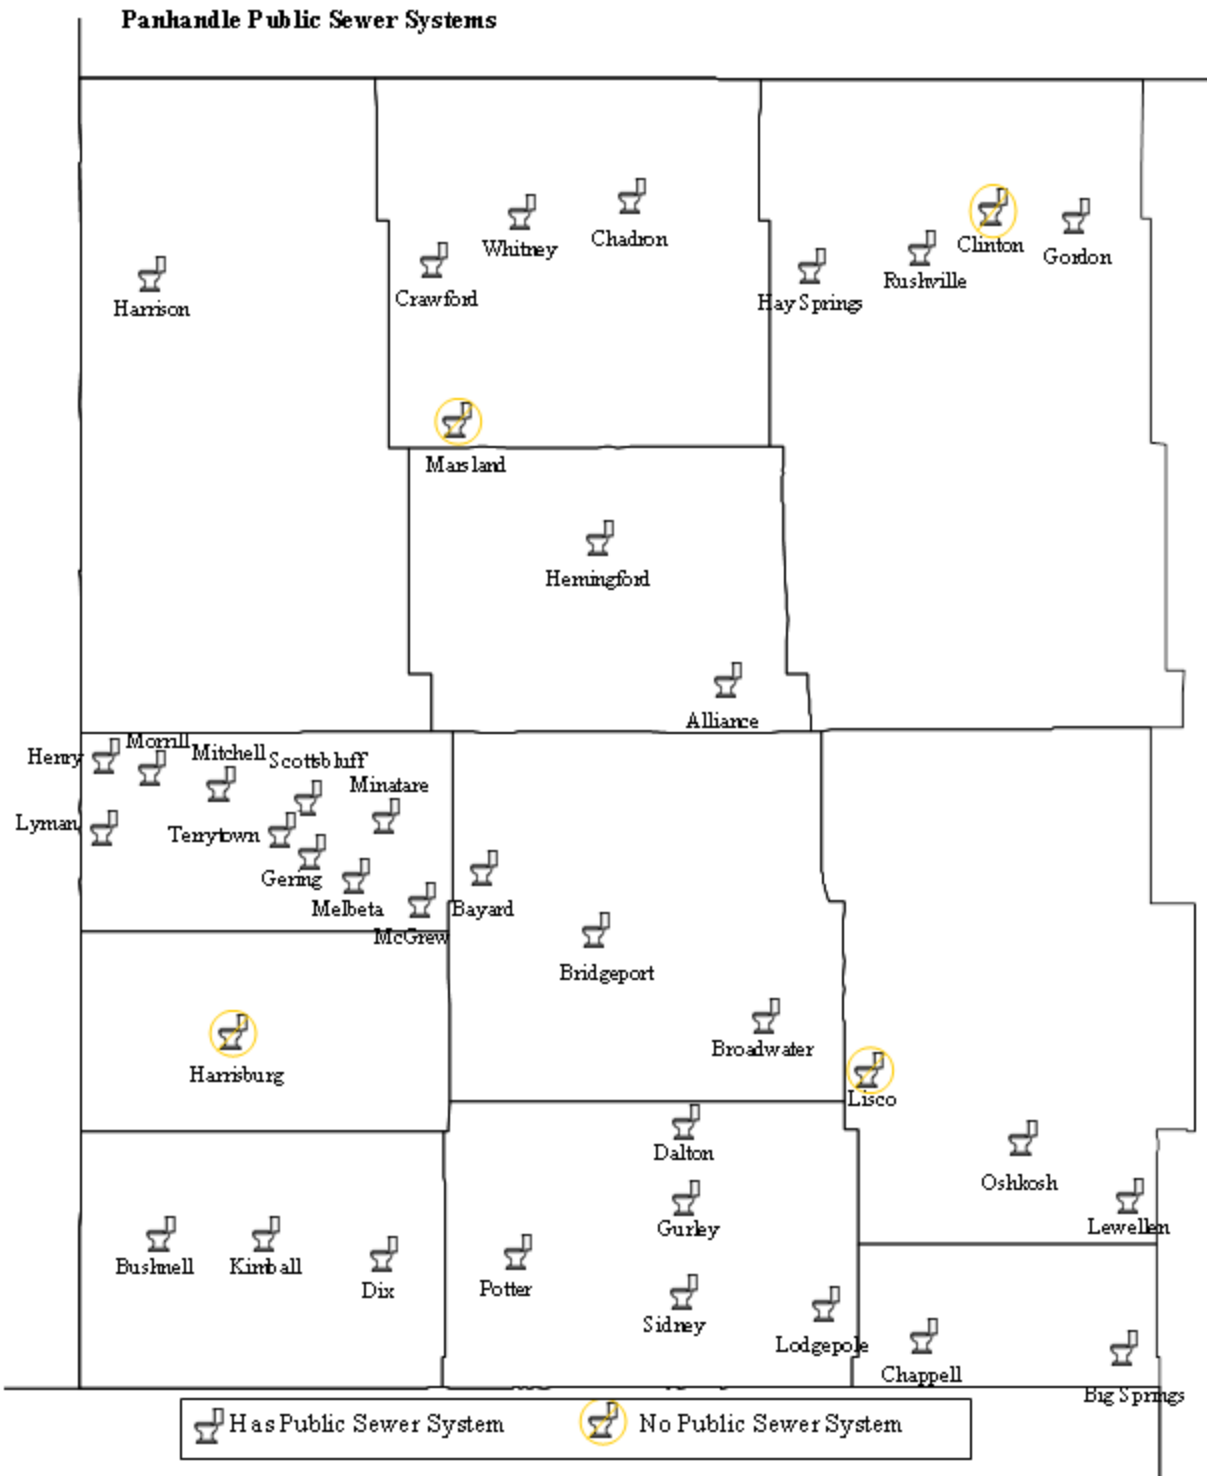 Panhandle Public Sewer Systems
Chadron
Whitney
Clinton
Gordon
Rushville
Crawford
Hay Springs
Harrison
Marsland
Hemingford
Alliance
Morrill
Henry
Mitchell
Scottsbluff
Minatare
Lyman
Terrytown
Gering
Melbeta
Bayard
McGrew
Bridgeport
Broadwater
Harrisburg
Lisco
Dalton
Oshkosh
Gurley
Lewellen
Bushnell
Kimball
Dix
Potter
Sidney
Lodgepole
Chappell
Big Springs
Has Public Sewer System
No Public Sewer System